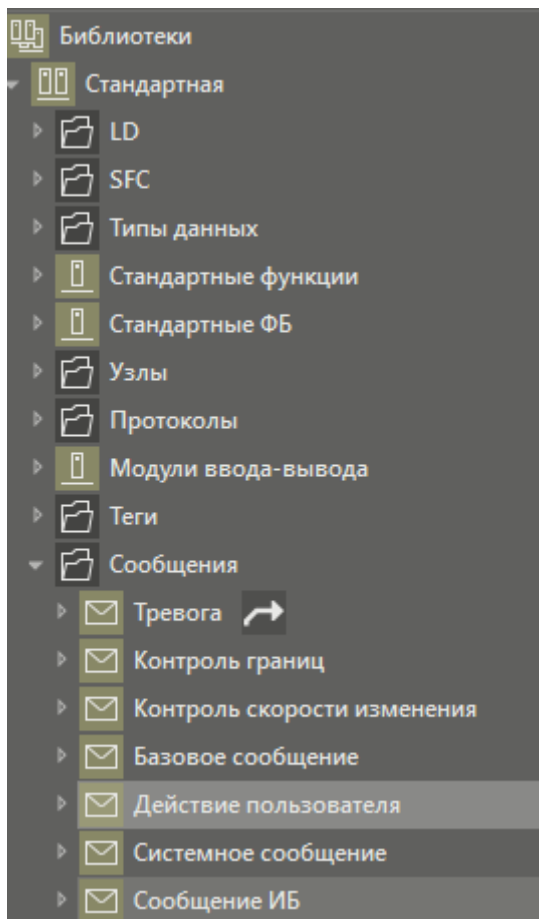 Библиотеки
Стандартная
LD
SFC
Типы данных
Стандартные функции
Стандартные ФБ
Узлы
Протоколы
Модули ввода-вывода
Теги
Сообщения
Тревога
Контроль границ
Контроль скорости изменения
Базовое сообщение
Действие пользователя
Системное сообщение
Сообщение ИБ